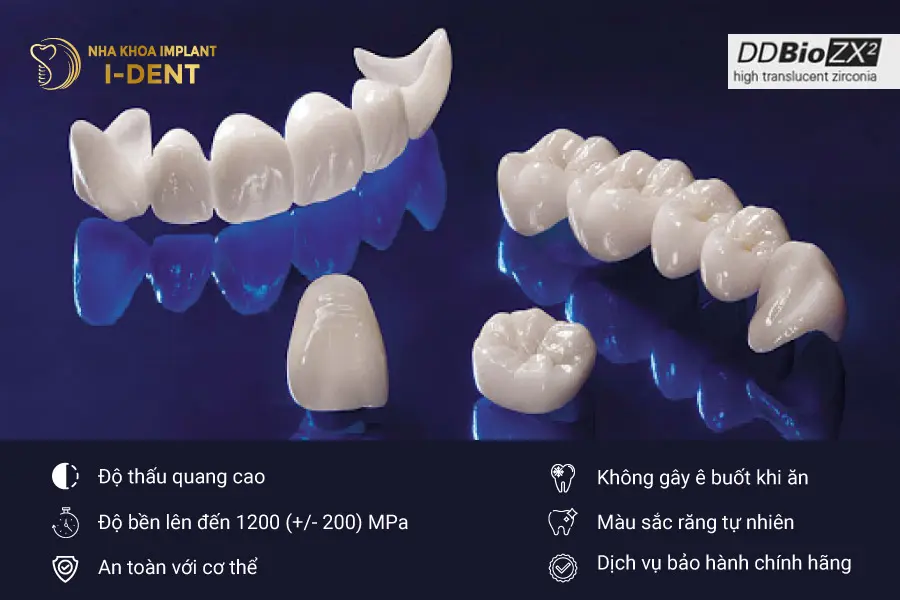 NHA KHOA IMPLANT
I-DENT
DDBioZX²
high translucent zirconia
Độ thấu quang cao
Độ bền lên đến 1200 (+/- 200) MPa
An toàn với cơ thể
Không gây ê buốt khi ăn
Màu sắc răng tự nhiên
Dịch vụ bảo hành chính hãng